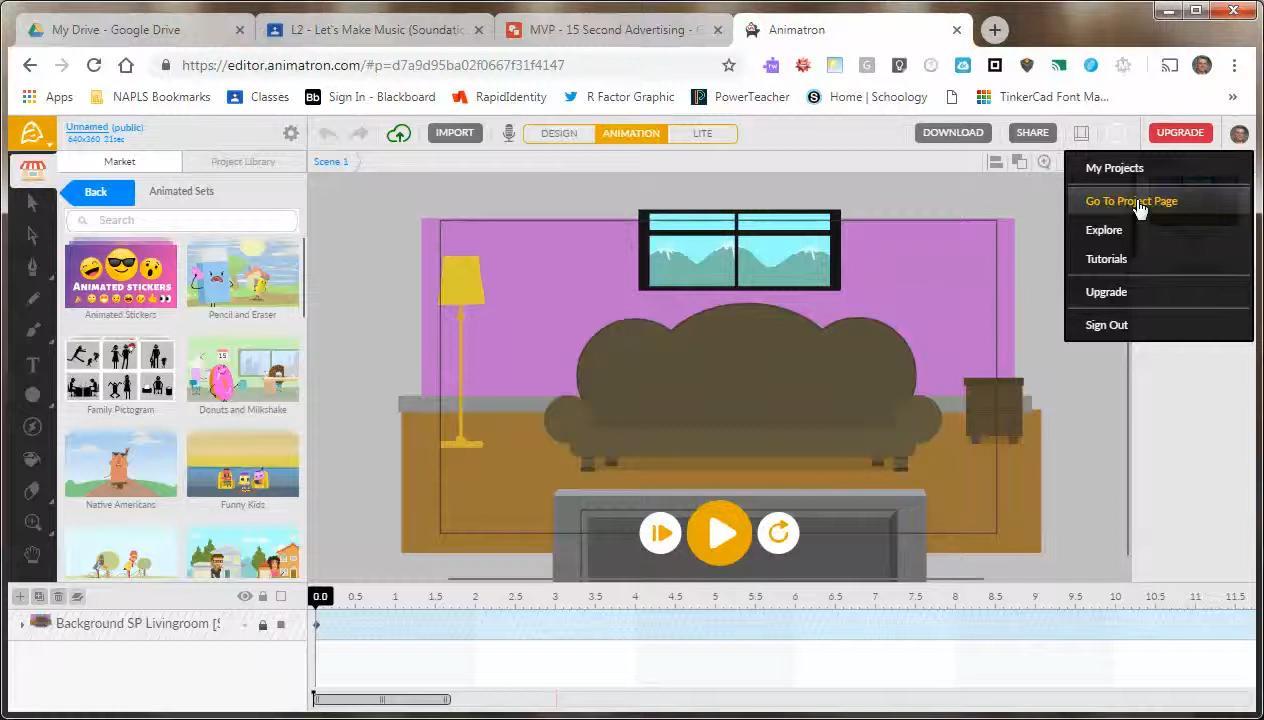 My Drive - Google Drive
L2 - Let's Make Music (Soundatic
MVP - 15 Second Advertising - G
Animatron
https://editor.animatron.com/#p=d7a9d95ba02f0667f31f4147
Apps
NAPLS Bookmarks
Classes
Bb
Sign In - Blackboard
RapidIdentity
R Factor Graphic
PowerTeacher
Home | Schoology
TinkerCad Font Ma...
Unnamed (public)
640x360 21sec
IMPORT
DESIGN
ANIMATION
LITE
DOWNLOAD
SHARE
UPGRADE
Market
Project Library
Scene 1
My Projects
Back
Animated Sets
Go To Project Page
Search
Explore
ANIMATED STICKERS
Animated Stickers
Pencil and Eraser
Tutorials
Upgrade
Sign Out
15
Family Pictogram
Donuts and Milkshake
Native Americans
Funny Kids
0.0 0.5 1 1.5 2 2.5 3 3.5 4 4.5 5 5.5 6 6.5 7 7.5 8 8.5 9 9.5 10 10.5 11 11.5
Background SP Livingroom [S